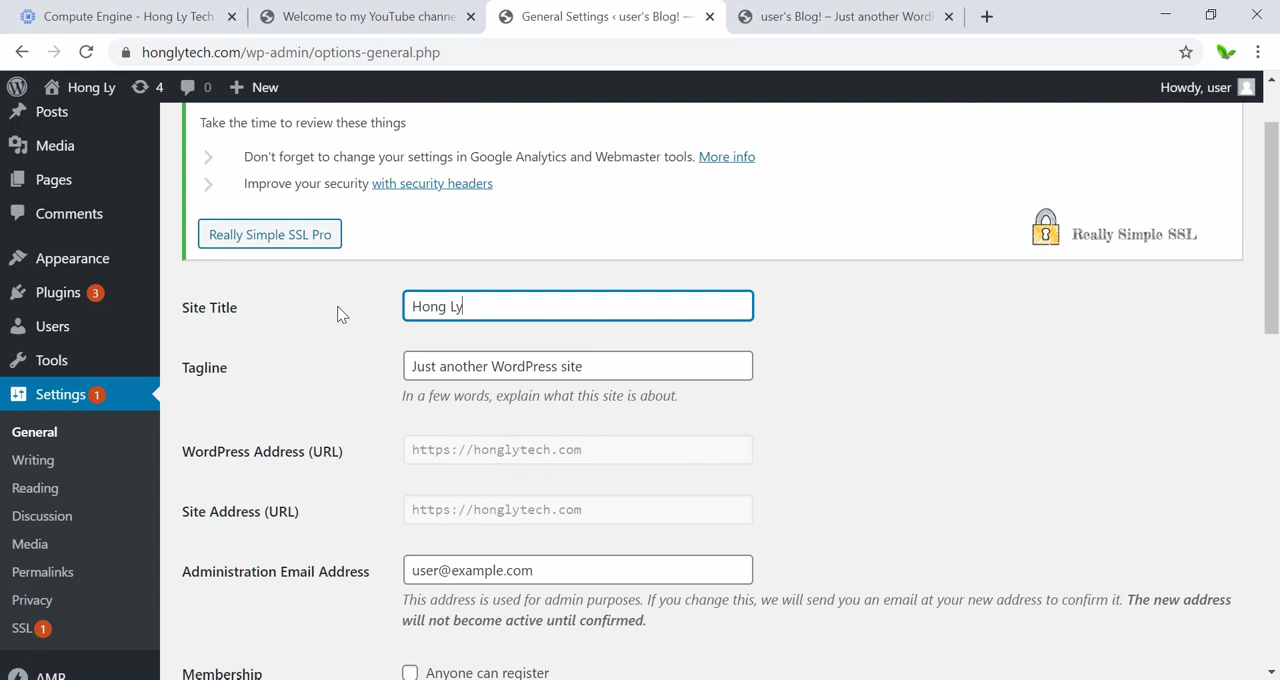 Compute Engine - Hong Ly Tech
Welcome to my YouTube channe
General Settings ‹ user's Blog! —
user's Blog! – Just another WordP
honglytech.com/wp-admin/options-general.php
Hong Ly
4
0
New
Howdy, user
Posts
Media
Pages
Comments
Appearance
Plugins 3
Users
Tools
Settings 1
General
Writing
Reading
Discussion
Media
Permalinks
Privacy
SSL 1
AMP
Take the time to review these things
Don't forget to change your settings in Google Analytics and Webmaster tools. More info
Improve your security with security headers
Really Simple SSL Pro
Really Simple SSL
Site Title
Hong Ly
Tagline
Just another WordPress site
In a few words, explain what this site is about.
WordPress Address (URL)
https://honglytech.com
Site Address (URL)
https://honglytech.com
Administration Email Address
user@example.com
This address is used for admin purposes. If you change this, we will send you an email at your new address to confirm it. The new address
will not become active until confirmed.
Membership
Anyone can register